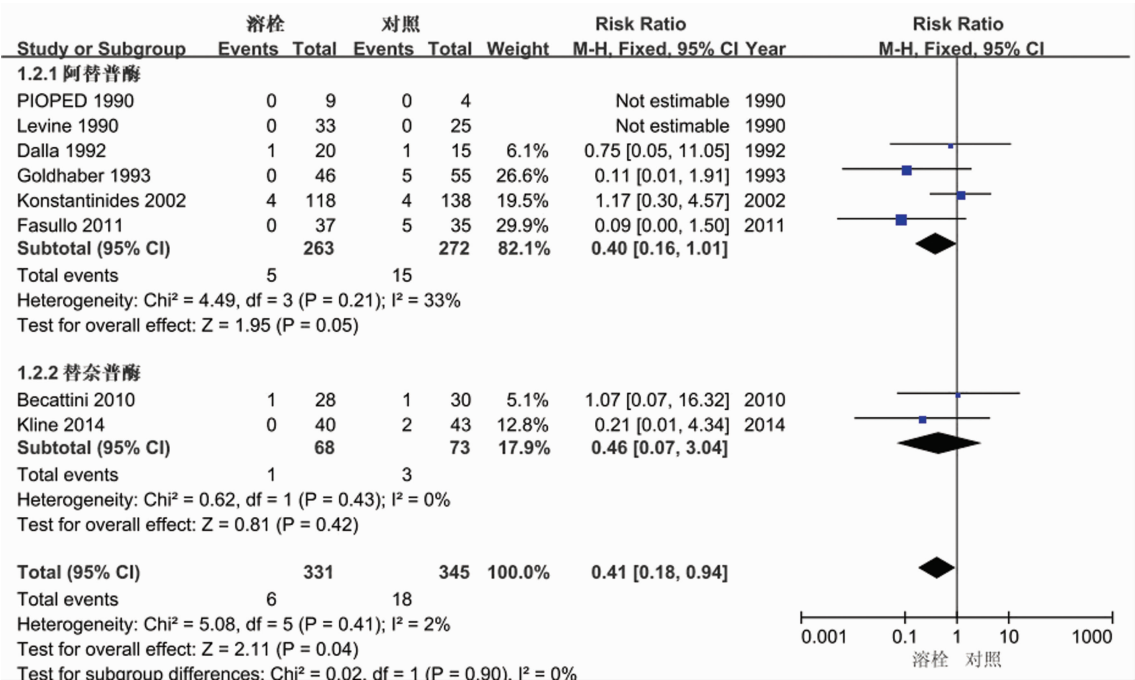 溶栓 对照 Risk Ratio Risk Ratio
Study or Subgroup Events Total Events Total Weight M-H, Fixed, 95% CI Year M-H, Fixed, 95% CI
1.2.1 阿替普酶
PIOPED 1990 0 9 0 4 Not estimable 1990
Levine 1990 0 33 0 25 Not estimable 1990
Dalla 1992 1 20 1 15 6.1% 0.75 [0.05, 11.05] 1992
Goldhaber 1993 0 46 5 55 26.6% 0.11 [0.01, 1.91] 1993
Konstantinides 2002 4 118 4 138 19.5% 1.17 [0.30, 4.57] 2002
Fasullo 2011 0 37 5 35 29.9% 0.09 [0.00, 1.50] 2011
Subtotal (95% CI) 263 272 82.1% 0.40 [0.16, 1.01]
Total events 5 15
Heterogeneity: Chi² = 4.49, df = 3 (P = 0.21); I² = 33%
Test for overall effect: Z = 1.95 (P = 0.05)
1.2.2 替奈普酶
Becattini 2010 1 28 1 30 5.1% 1.07 [0.07, 16.32] 2010
Kline 2014 0 40 2 43 12.8% 0.21 [0.01, 4.34] 2014
Subtotal (95% CI) 68 73 17.9% 0.46 [0.07, 3.04]
Total events 1 3
Heterogeneity: Chi² = 0.62, df = 1 (P = 0.43); I² = 0%
Test for overall effect: Z = 0.81 (P = 0.42)
Total (95% CI) 331 345 100.0% 0.41 [0.18, 0.94]
Total events 6 18
Heterogeneity: Chi² = 5.08, df = 5 (P = 0.41); I² = 2%
Test for overall effect: Z = 2.11 (P = 0.04)
Test for subgroup differences: Chi² = 0.02, df = 1 (P = 0.90), I² = 0%
0.001 0.1 1 10 1000
溶栓 对照